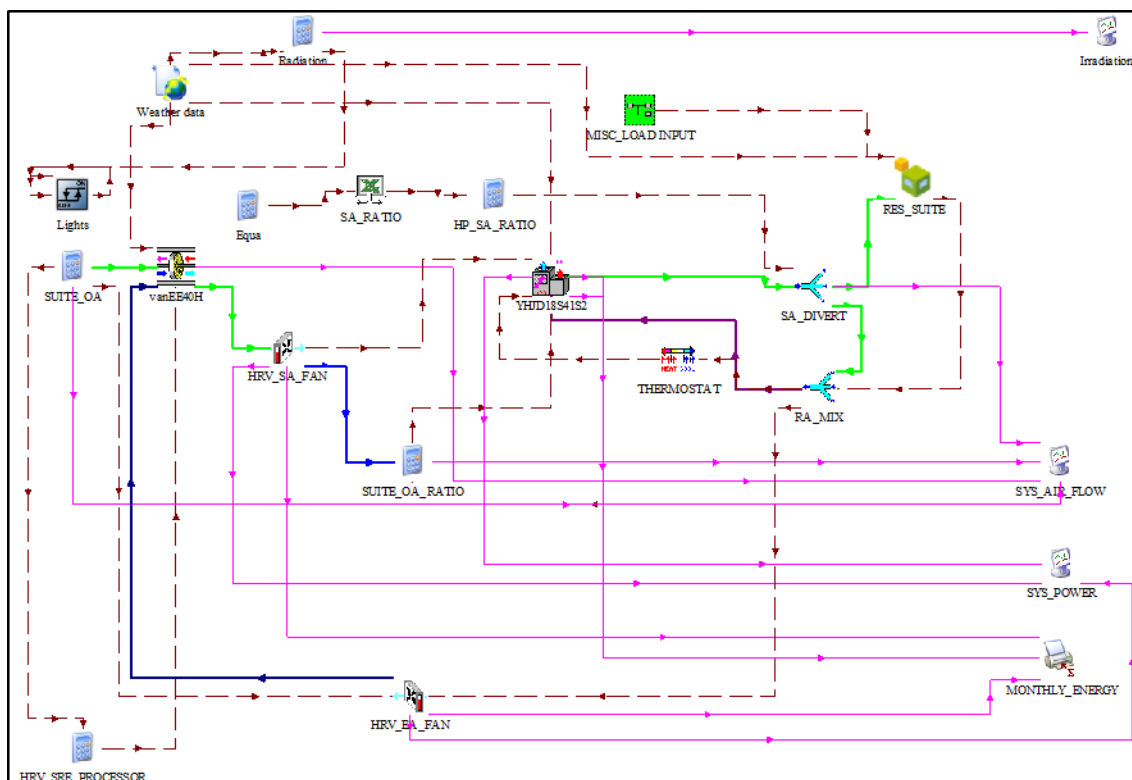 Radiation
Irradiation
Weather data
MISC_LOAD INPUT
Lights
SA_RATIO
HP_SA_RATIO
RES_SUITE
Equa
SUITE_OA
vanEE40H
YHJD18S41S2
SA_DIVERT
HRV_SA_FAN
THERMOSTAT
RA_MIX
SUITE_OA_RATIO
SYS_AIR_FLOW
SYS_POWER
MONTHLY_ENERGY
HRV_EA_FAN
HRV_SRE_PROCESSOR